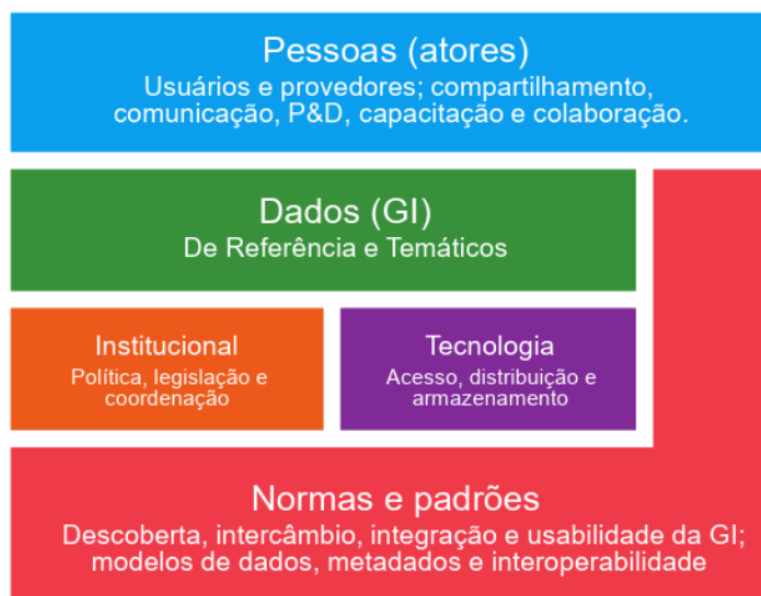 Pessoas (atores)
Usuários e provedores; compartilhamento,
comunicação, P&D, capacitação e colaboração.
Dados (GI)
De Referência e Temáticos
Institucional
Política, legislação e
coordenação
Tecnologia
Acesso, distribuição e
armazenamento
Normas e padrões
Descoberta, intercâmbio, integração e usabilidade da GI;
modelos de dados, metadados e interoperabilidade